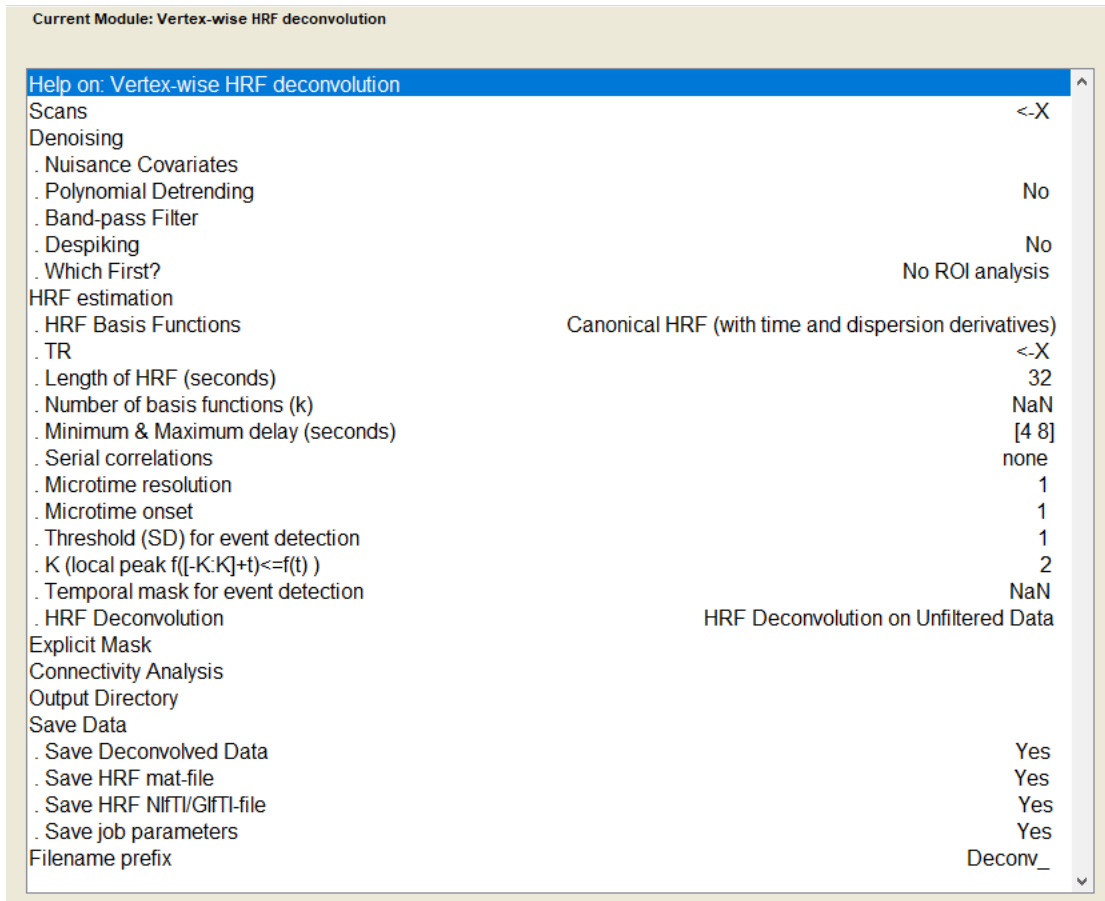 Current Module: Vertex-wise HRF deconvolution
Help on: Vertex-wise HRF deconvolution
Scans <-X
Denoising
. Nuisance Covariates
. Polynomial Detrending No
. Band-pass Filter
. Despiking No
. Which First? No ROI analysis
HRF estimation
. HRF Basis Functions Canonical HRF (with time and dispersion derivatives)
. TR <-X
. Length of HRF (seconds) 32
. Number of basis functions (k) NaN
. Minimum & Maximum delay (seconds) [4 8]
. Serial correlations none
. Microtime resolution 1
. Microtime onset 1
. Threshold (SD) for event detection 1
. K (local peak f([-K:K]+t)<=f(t) ) 2
. Temporal mask for event detection NaN
. HRF Deconvolution HRF Deconvolution on Unfiltered Data
Explicit Mask
Connectivity Analysis
Output Directory
Save Data
. Save Deconvolved Data Yes
. Save HRF mat-file Yes
. Save HRF NIfTI/GIfTI-file Yes
. Save job parameters Yes
Filename prefix Deconv_